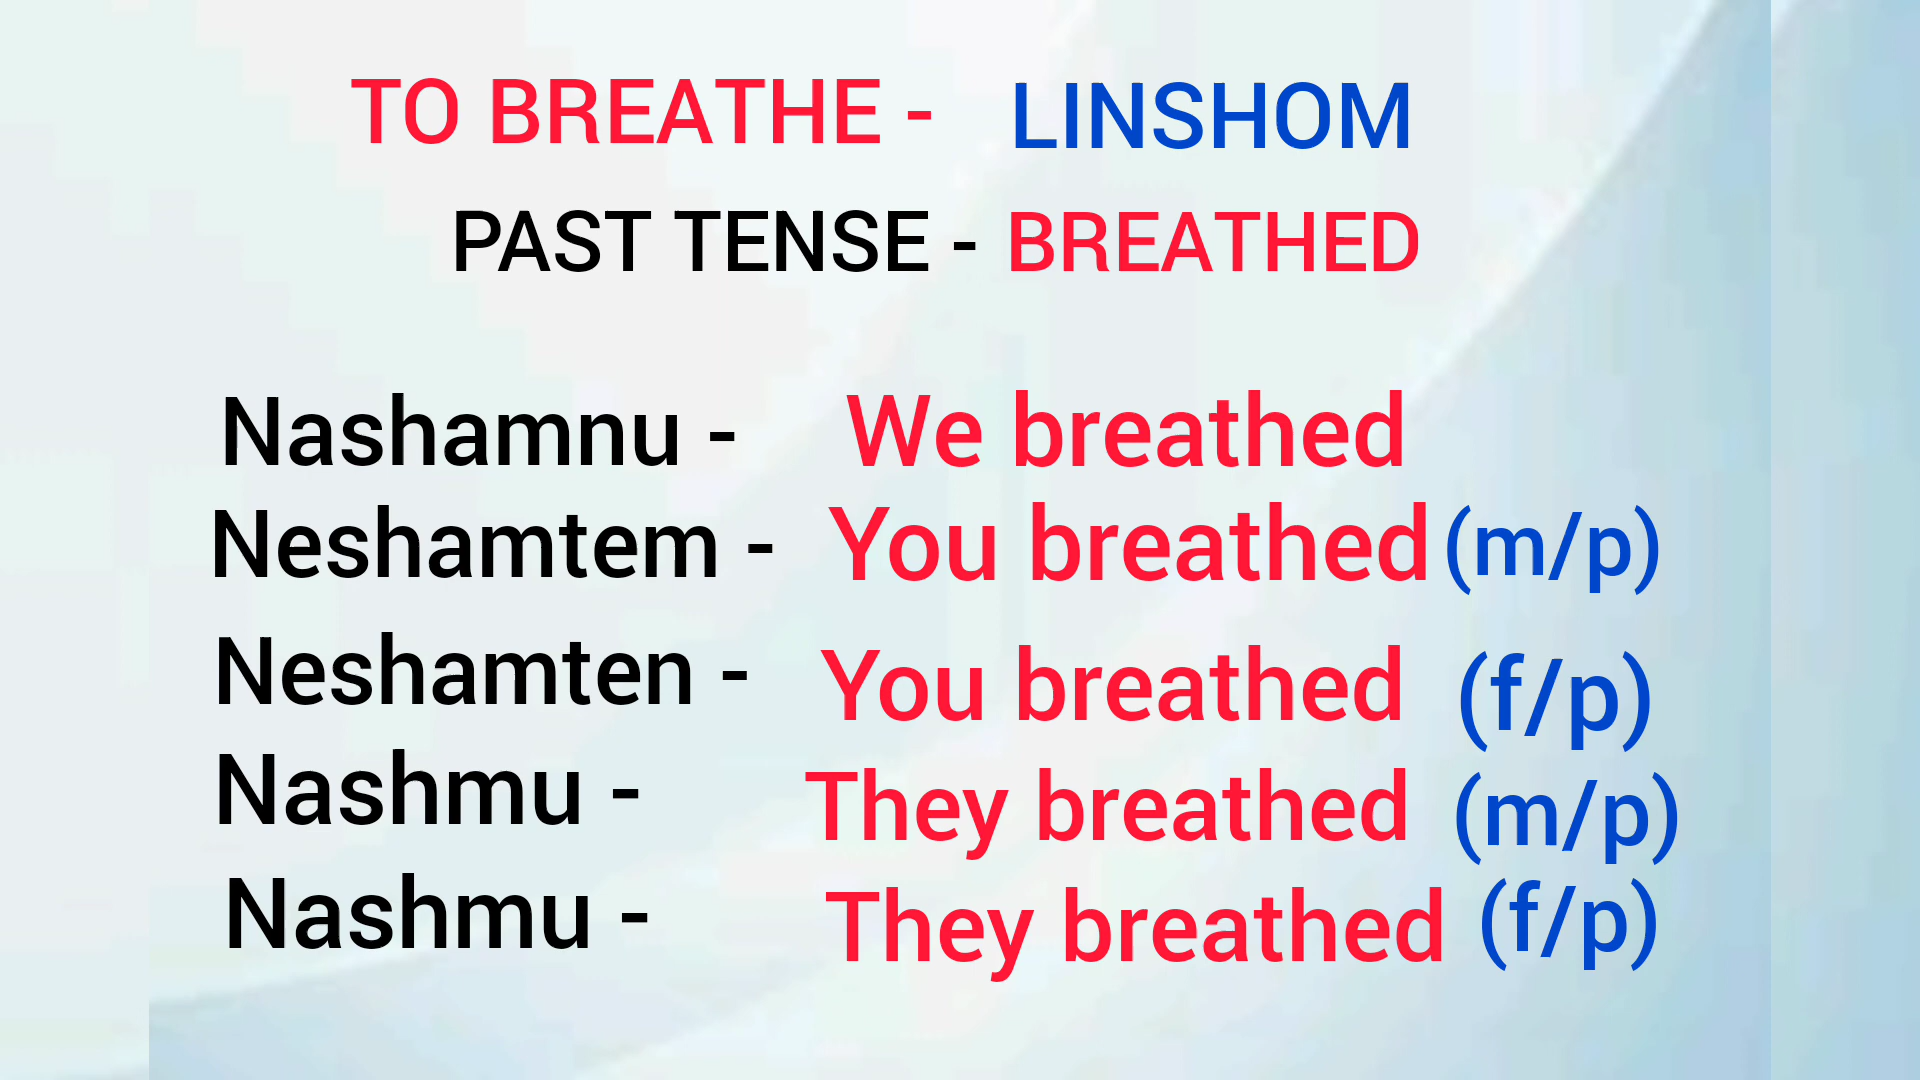 TO BREATHE - LINSHOM
PAST TENSE - BREATHED
Nashamnu - We breathed
Neshamtem - You breathed (m/p)
Neshamten - You breathed (f/p)
Nashmu - They breathed (m/p)
Nashmu - They breathed (f/p)